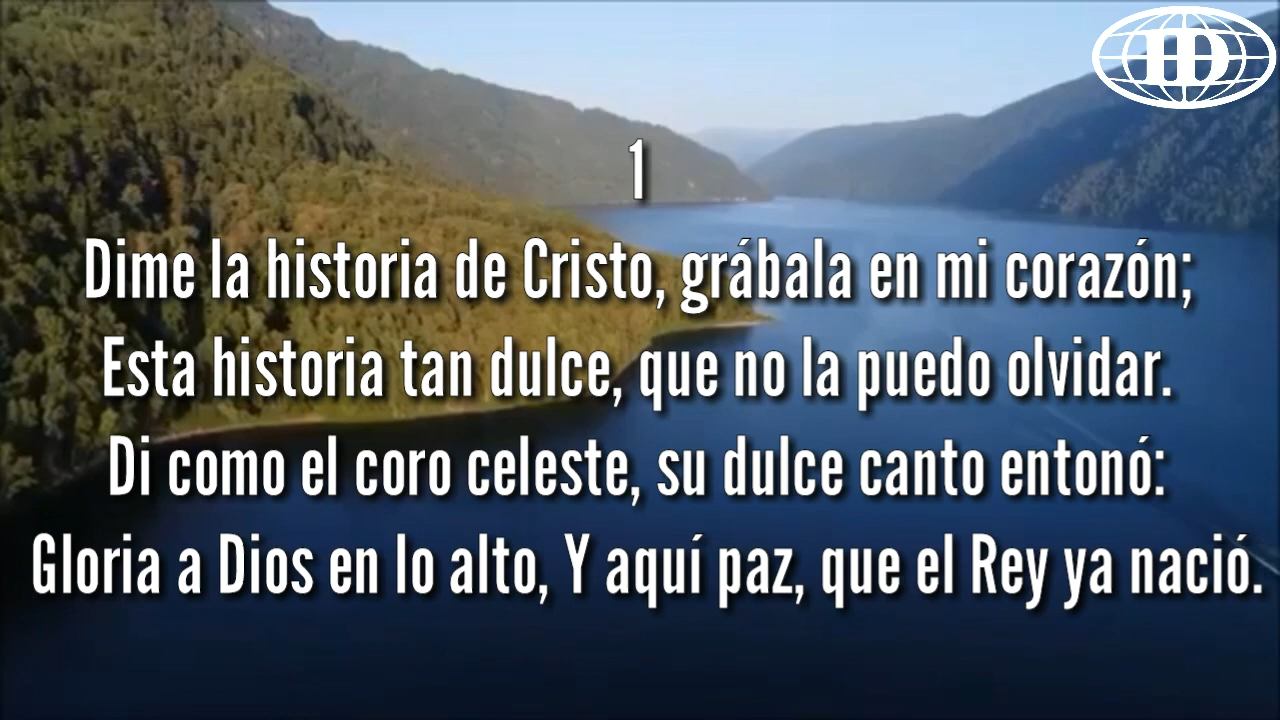 ID
1
Dime la historia de Cristo, grábala en mi corazón;
Esta historia tan dulce, que no la puedo olvidar.
Di como el coro celeste, su dulce canto entonó:
Gloria a Dios en lo alto, Y aquí paz, que el Rey ya nació.